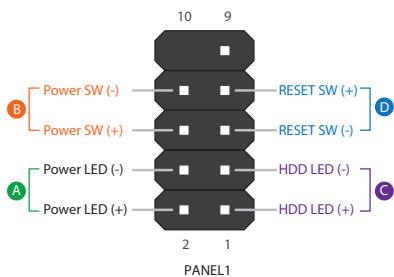 10 9
Power SW (-) RESET SW (+)
B D
Power SW (+) RESET SW (-)
Power LED (-) HDD LED (-)
A C
Power LED (+) HDD LED (+)
2 1
PANEL1